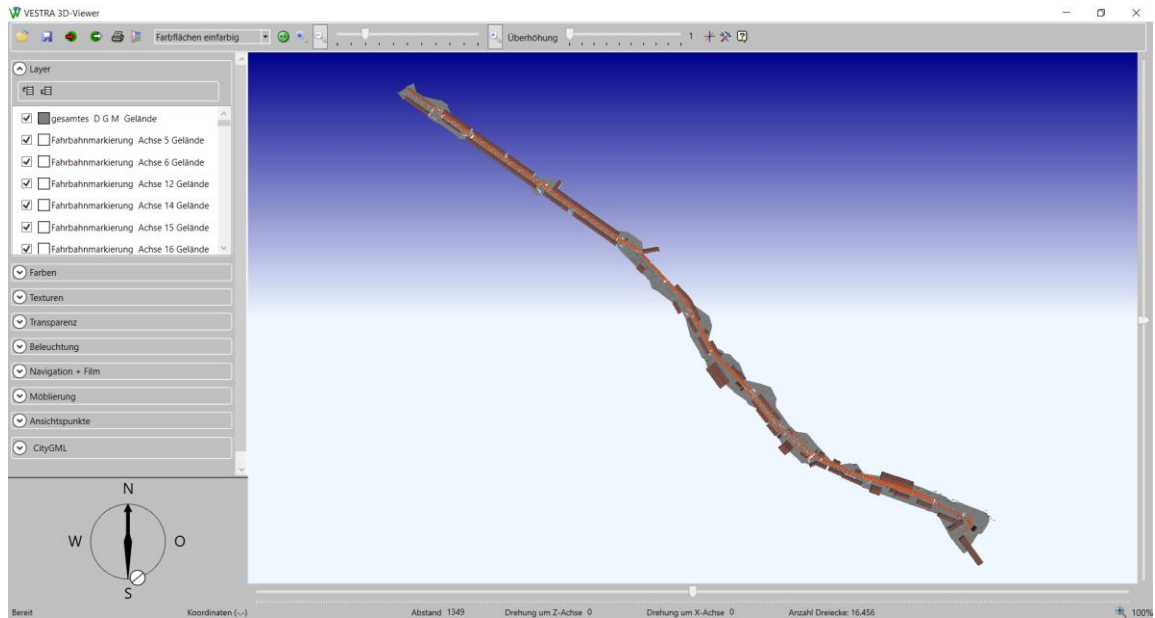 VESTRA 3D-Viewer
Farbflächen einfarbig
Überhöhung
1
Layer
gesamtes D G M Gelände
Fahrbahnmarkierung Achse 5 Gelände
Fahrbahnmarkierung Achse 6 Gelände
Fahrbahnmarkierung Achse 12 Gelände
Fahrbahnmarkierung Achse 14 Gelände
Fahrbahnmarkierung Achse 15 Gelände
Fahrbahnmarkierung Achse 16 Gelände
Farben
Texturen
Transparenz
Beleuchtung
Navigation + Film
Möblierung
Ansichtspunkte
CityGML
N
W O
S
Bereit Koordinaten (-,-) Abstand 1349 Drehung um Z-Achse 0 Drehung um X-Achse 0 Anzahl Dreiecke: 16.456 100%